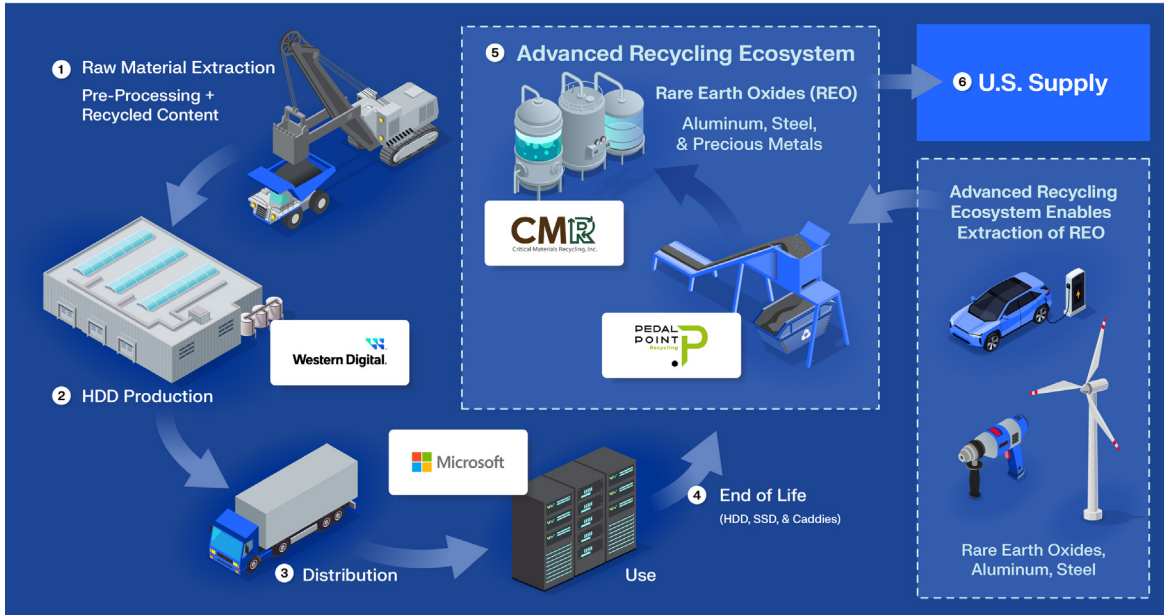 1 Raw Material Extraction
Pre-Processing +
Recycled Content
Western Digital.
2 HDD Production
3 Distribution
Microsoft
Use
4 End of Life
(HDD, SSD, & Caddies)
5 Advanced Recycling Ecosystem
Rare Earth Oxides (REO)
Aluminum, Steel,
& Precious Metals
CMR
Critical Materials Recycling, Inc.
PEDAL
POINT
Recycling
P
6 U.S. Supply
Advanced Recycling
Ecosystem Enables
Extraction of REO
Rare Earth Oxides,
Aluminum, Steel